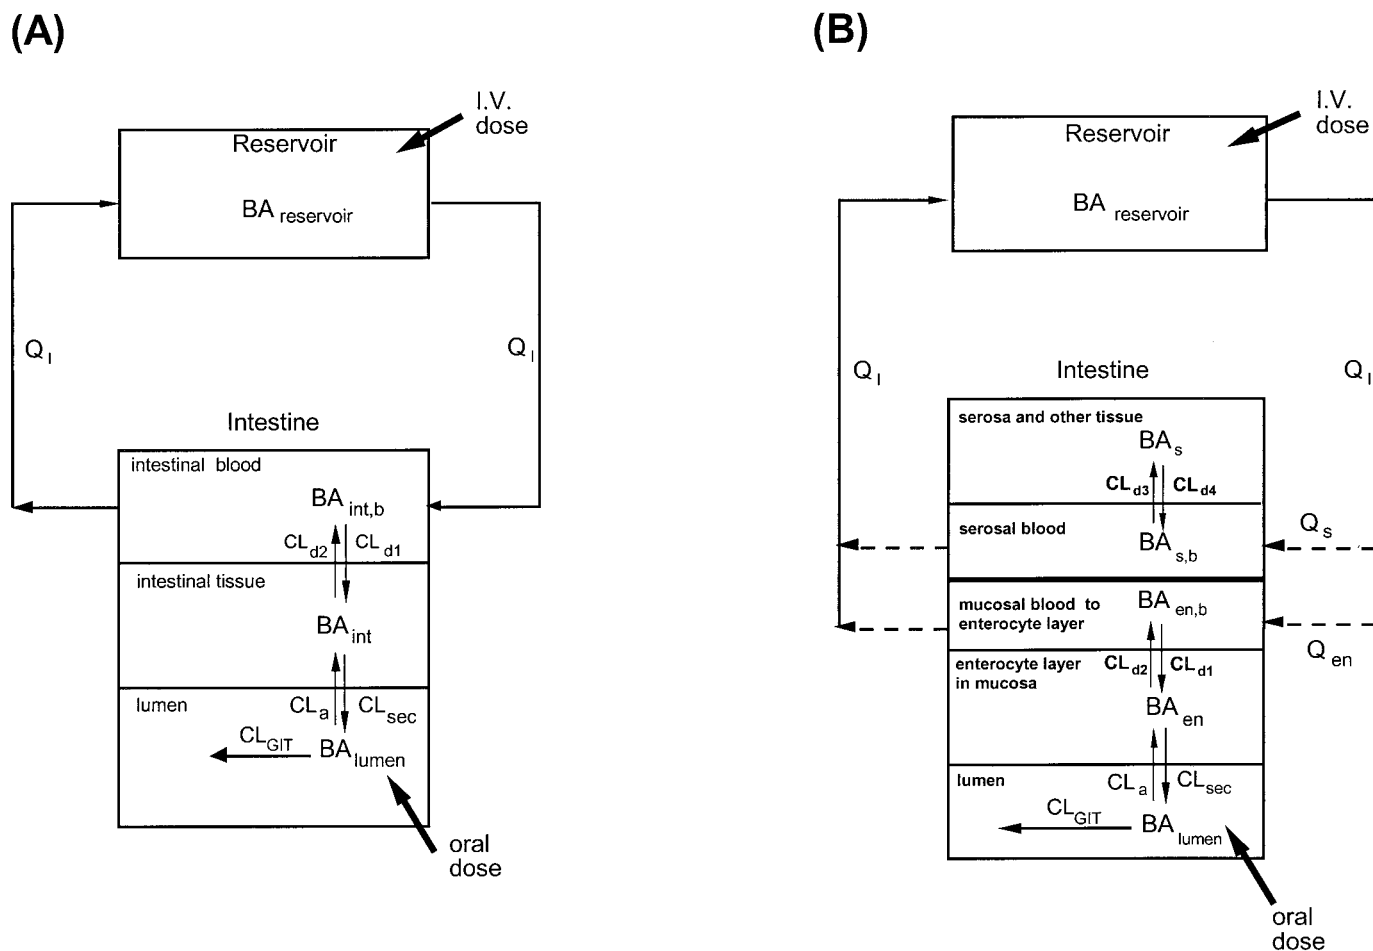 (A)
I.V.
dose
Reservoir
BA reservoir
Q I
Q I
Intestine
intestinal blood
BA int,b
CL d2 CL d1
intestinal tissue
BA int
lumen
CL a CL sec
CL GIT
BA lumen
oral
dose
(B)
I.V.
dose
Reservoir
BA reservoir
Q I
Q I
Intestine
serosa and other tissue
BA s
CL d3 CL d4
serosal blood
BA s,b
Q s
mucosal blood to
enterocyte layer
BA en,b
Q en
enterocyte layer
in mucosa
CL d2 CL d1
BA en
lumen
CL a CL sec
CL GIT
BA lumen
oral
dose